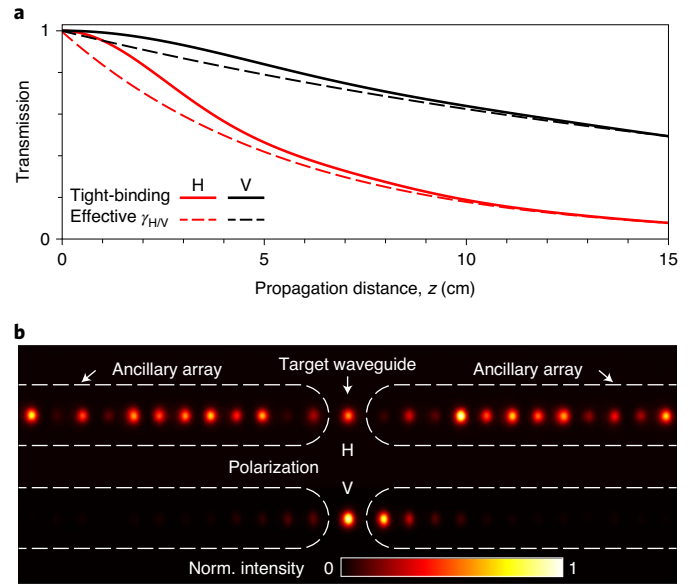 a
1
Transmission
H V
Tight-binding
Effective γH/V
0
0 5 10 15
Propagation distance, z (cm)
b
Ancillary array Target waveguide Ancillary array
H
Polarization
V
Norm. intensity 0 1